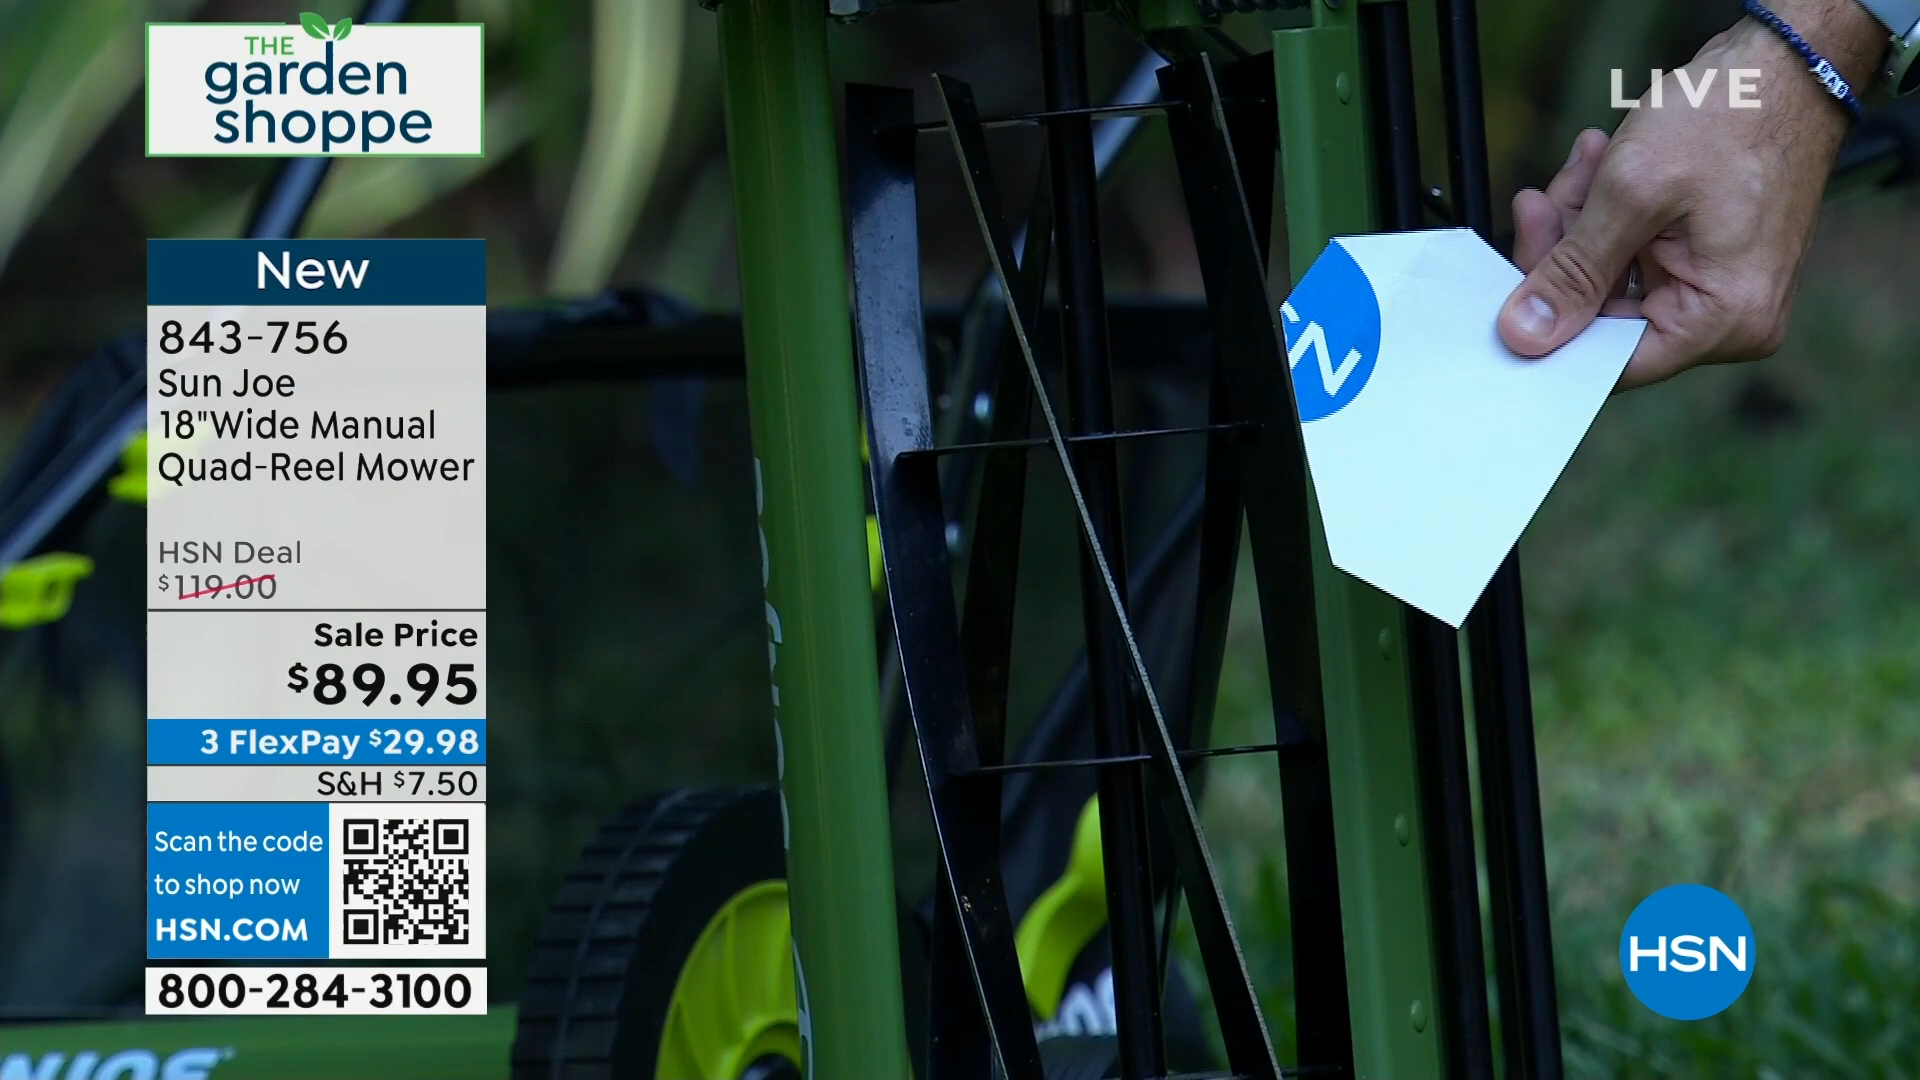 THE
garden
shoppe
LIVE
New
843-756
Sun Joe
18"Wide Manual
Quad-Reel Mower
HSN Deal
$119.00
Sale Price
$89.95
3 FlexPay $29.98
S&H $7.50
Scan the code
to shop now
HSN.COM
800-284-3100
HSN